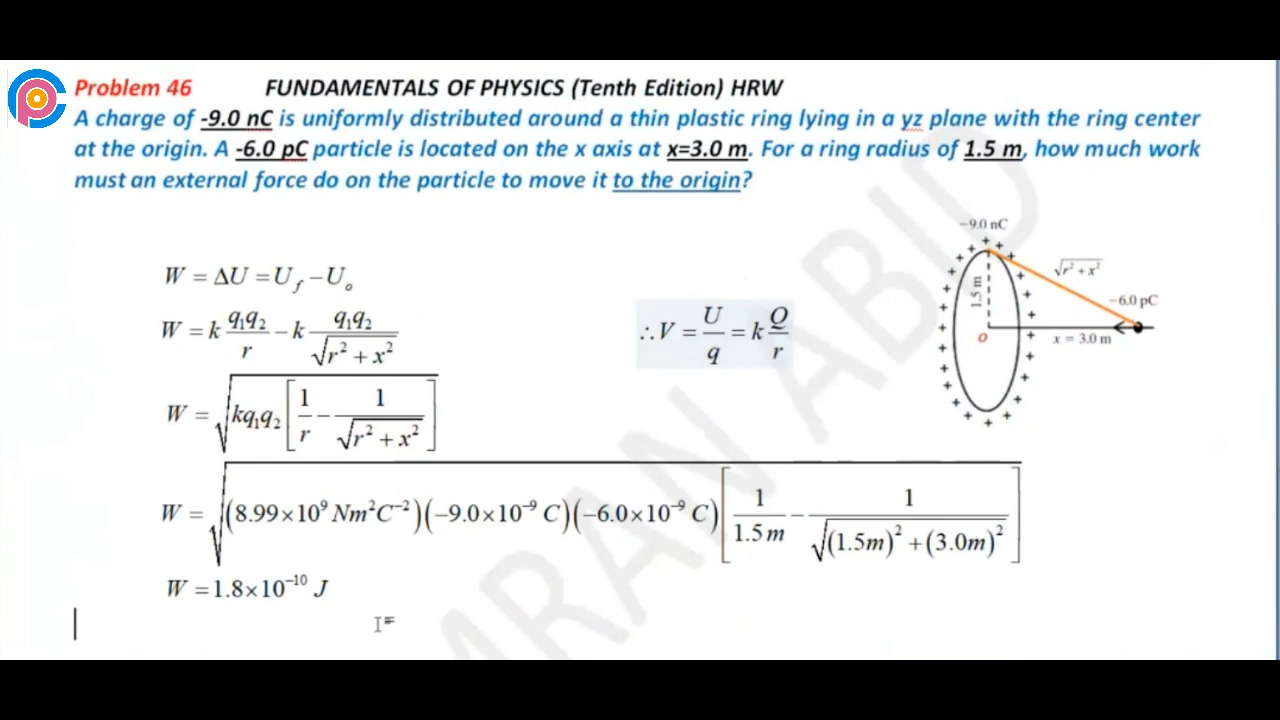 Problem 46 FUNDAMENTALS OF PHYSICS (Tenth Edition) HRW
A charge of -9.0 nC is uniformly distributed around a thin plastic ring lying in a yz plane with the ring center
at the origin. A -6.0 pC particle is located on the x axis at x=3.0 m. For a ring radius of 1.5 m, how much work
must an external force do on the particle to move it to the origin?
−9.0 nC
√(r² + x²)
1.5 m
−6.0 pC
o
x = 3.0 m
W = ΔU = U_f − U_o
W = k q₁q₂/r − k q₁q₂/√(r² + x²)
∴ V = U/q = k Q/r
W = √(kq₁q₂[1/r − 1/√(r² + x²)])
W = √((8.99×10⁹ Nm²C⁻²)(−9.0×10⁻⁹ C)(−6.0×10⁻⁹ C)[1/1.5m − 1/√((1.5m)² + (3.0m)²)])
W = 1.8×10⁻¹⁰ J
MRAN ABID